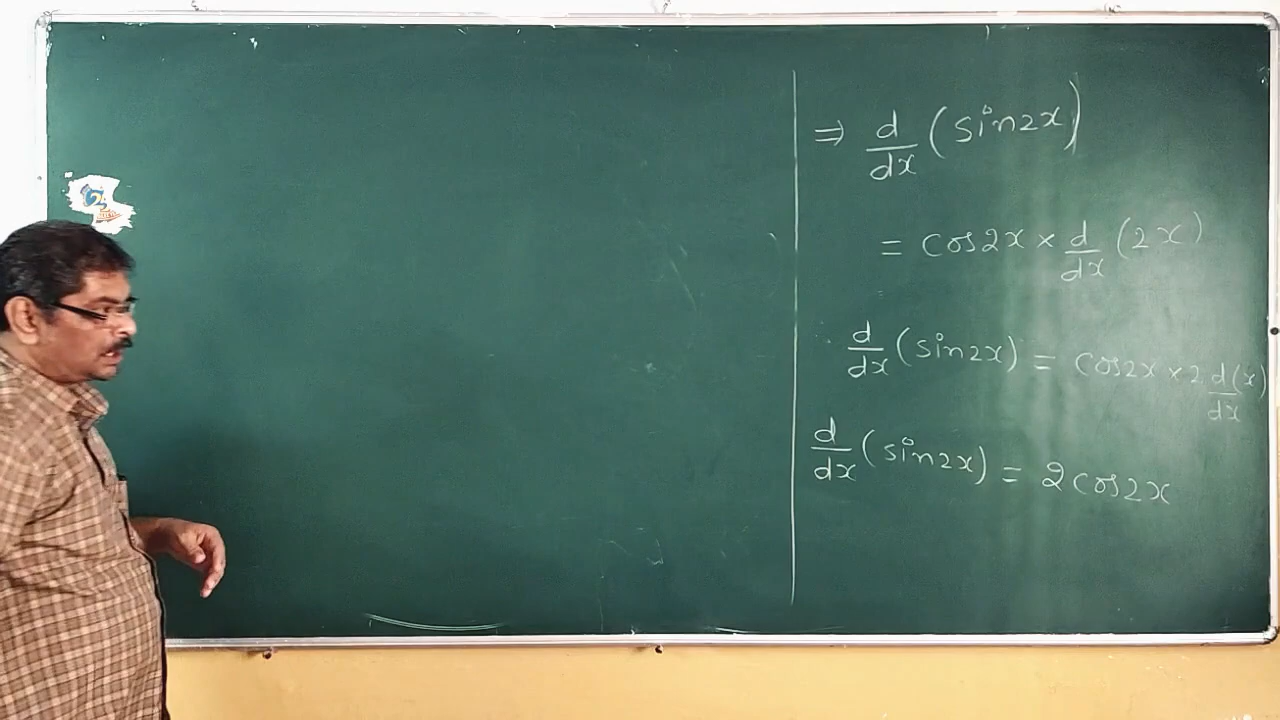 ⇒ d/dx (sin2x)
= cos2x × d/dx (2x)
d/dx (sin2x) = cos2x × 2 d(x)/dx
d/dx (sin2x) = 2cos2x